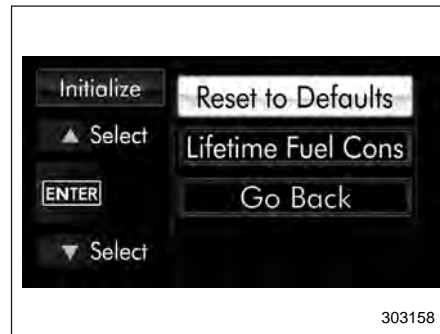 Initialize
Reset to Defaults
▲ Select
Lifetime Fuel Cons
ENTER
Go Back
▼ Select
303158